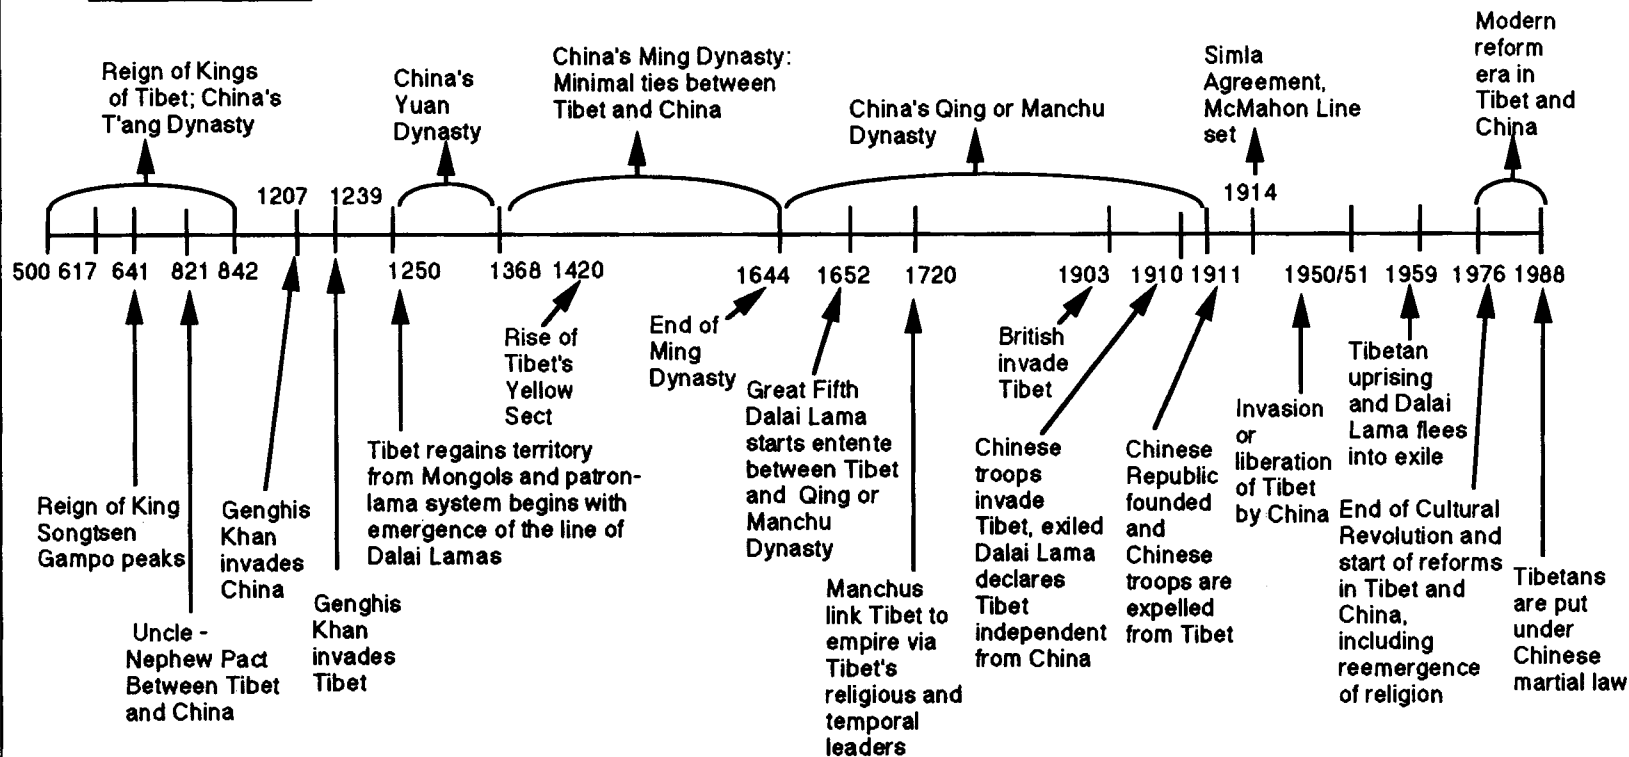 Reign of Kings
of Tibet; China's
T'ang Dynasty
China's
Yuan
Dynasty
China's Ming Dynasty:
Minimal ties between
Tibet and China
China's Qing or Manchu
Dynasty
Simla
Agreement,
McMahon Line
set
Modern
reform
era in
Tibet and
China
1207
1239
1914
500
617
641
821
842
1250
1368
1420
1644
1652
1720
1903
1910
1911
1950/51
1959
1976
1988
Reign of King
Songtsen
Gampo peaks
Uncle -
Nephew Pact
Between Tibet
and China
Genghis
Khan
invades
China
Genghis
Khan
invades
Tibet
Tibet regains territory
from Mongols and patron-
lama system begins with
emergence of the line of
Dalai Lamas
Rise of
Tibet's
Yellow
Sect
End of
Ming
Dynasty
Great Fifth
Dalai Lama
starts entente
between Tibet
and Qing or
Manchu
Dynasty
Manchus
link Tibet to
empire via
Tibet's
religious and
temporal
leaders
British
invade
Tibet
Chinese
troops
invade
Tibet, exiled
Dalai Lama
declares
Tibet
independent
from China
Chinese
Republic
founded
and
Chinese
troops are
expelled
from Tibet
Invasion
or
liberation
of Tibet
by China
Tibetan
uprising
and Dalai
Lama flees
into exile
End of Cultural
Revolution and
start of reforms
in Tibet and
China,
including
reemergence
of religion
Tibetans
are put
under
Chinese
martial law